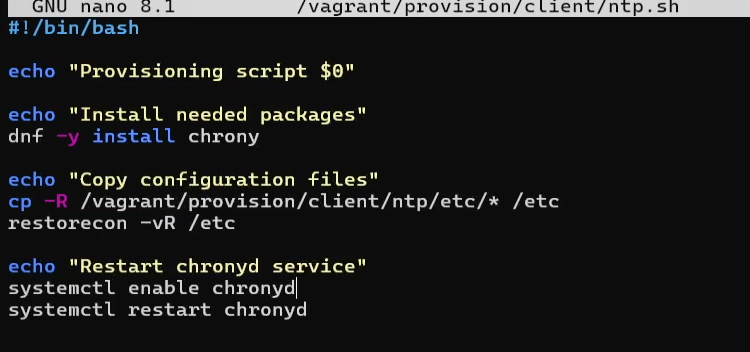 GNU nano 8.1 /vagrant/provision/client/ntp.sh
#!/bin/bash
echo "Provisioning script $0"
echo "Install needed packages"
dnf -y install chrony
echo "Copy configuration files"
cp -R /vagrant/provision/client/ntp/etc/* /etc
restorecon -vR /etc
echo "Restart chronyd service"
systemctl enable chronyd
systemctl restart chronyd